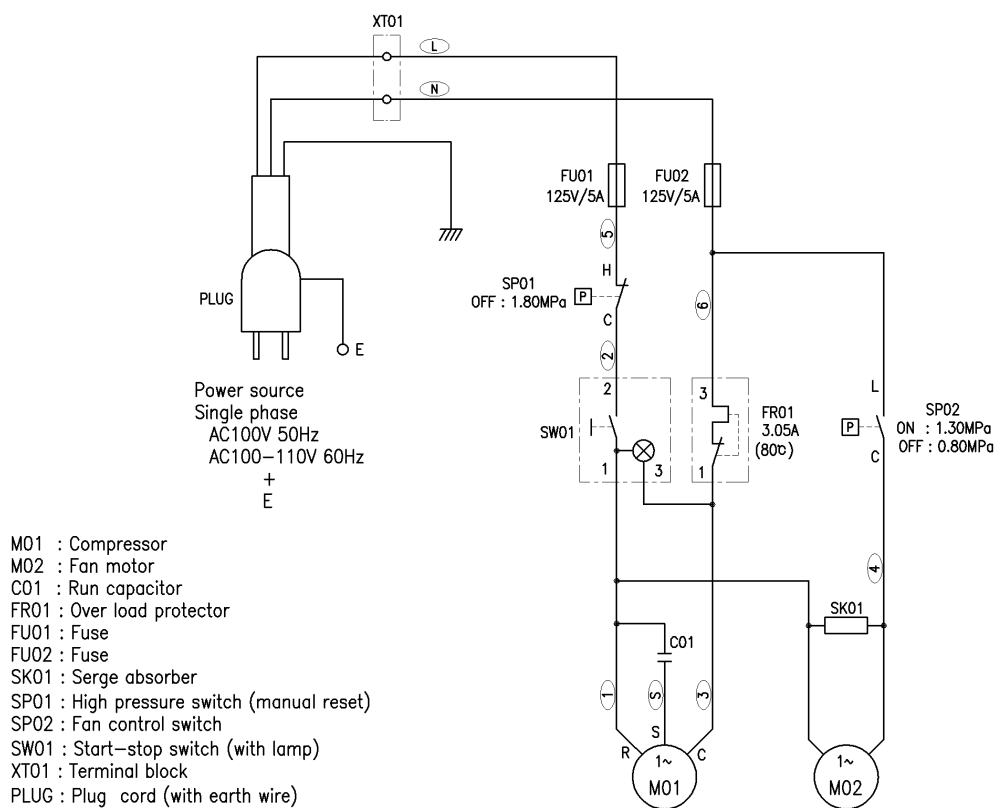 XT01
L
N
FU01
125V/5A
FU02
125V/5A
5
H
SP01
OFF : 1.80MPa
P
C
PLUG
E
6
2
Power source
Single phase
AC100V 50Hz
AC100-110V 60Hz
+
E
2
SW01
1
3
3
FR01
3.05A
(80℃)
1
L
P
SP02
ON : 1.30MPa
OFF : 0.80MPa
C
4
SK01
C01
1
S
3
S
R
C
1~
M01
1~
M02
M01 : Compressor
M02 : Fan motor
C01 : Run capacitor
FR01 : Over load protector
FU01 : Fuse
FU02 : Fuse
SK01 : Serge absorber
SP01 : High pressure switch (manual reset)
SP02 : Fan control switch
SW01 : Start-stop switch (with lamp)
XT01 : Terminal block
PLUG : Plug cord (with earth wire)